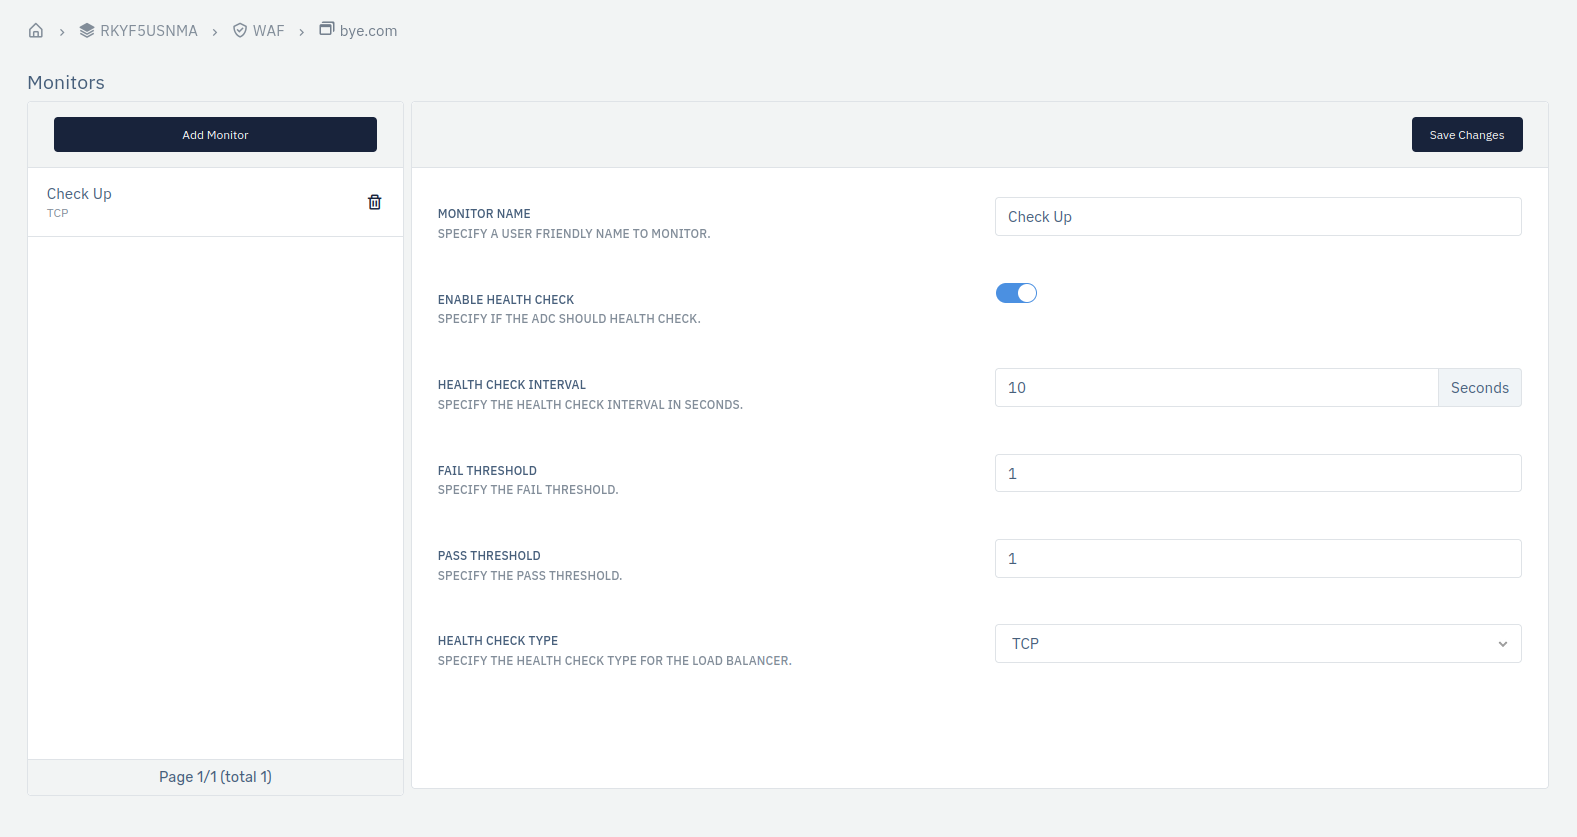 RKYF5USNMA > WAF > bye.com
Monitors
Add Monitor
Save Changes
Check Up
TCP
MONITOR NAME
SPECIFY A USER FRIENDLY NAME TO MONITOR.
Check Up
ENABLE HEALTH CHECK
SPECIFY IF THE ADC SHOULD HEALTH CHECK.
HEALTH CHECK INTERVAL
SPECIFY THE HEALTH CHECK INTERVAL IN SECONDS.
10 Seconds
FAIL THRESHOLD
SPECIFY THE FAIL THRESHOLD.
1
PASS THRESHOLD
SPECIFY THE PASS THRESHOLD.
1
HEALTH CHECK TYPE
SPECIFY THE HEALTH CHECK TYPE FOR THE LOAD BALANCER.
TCP
Page 1/1 (total 1)